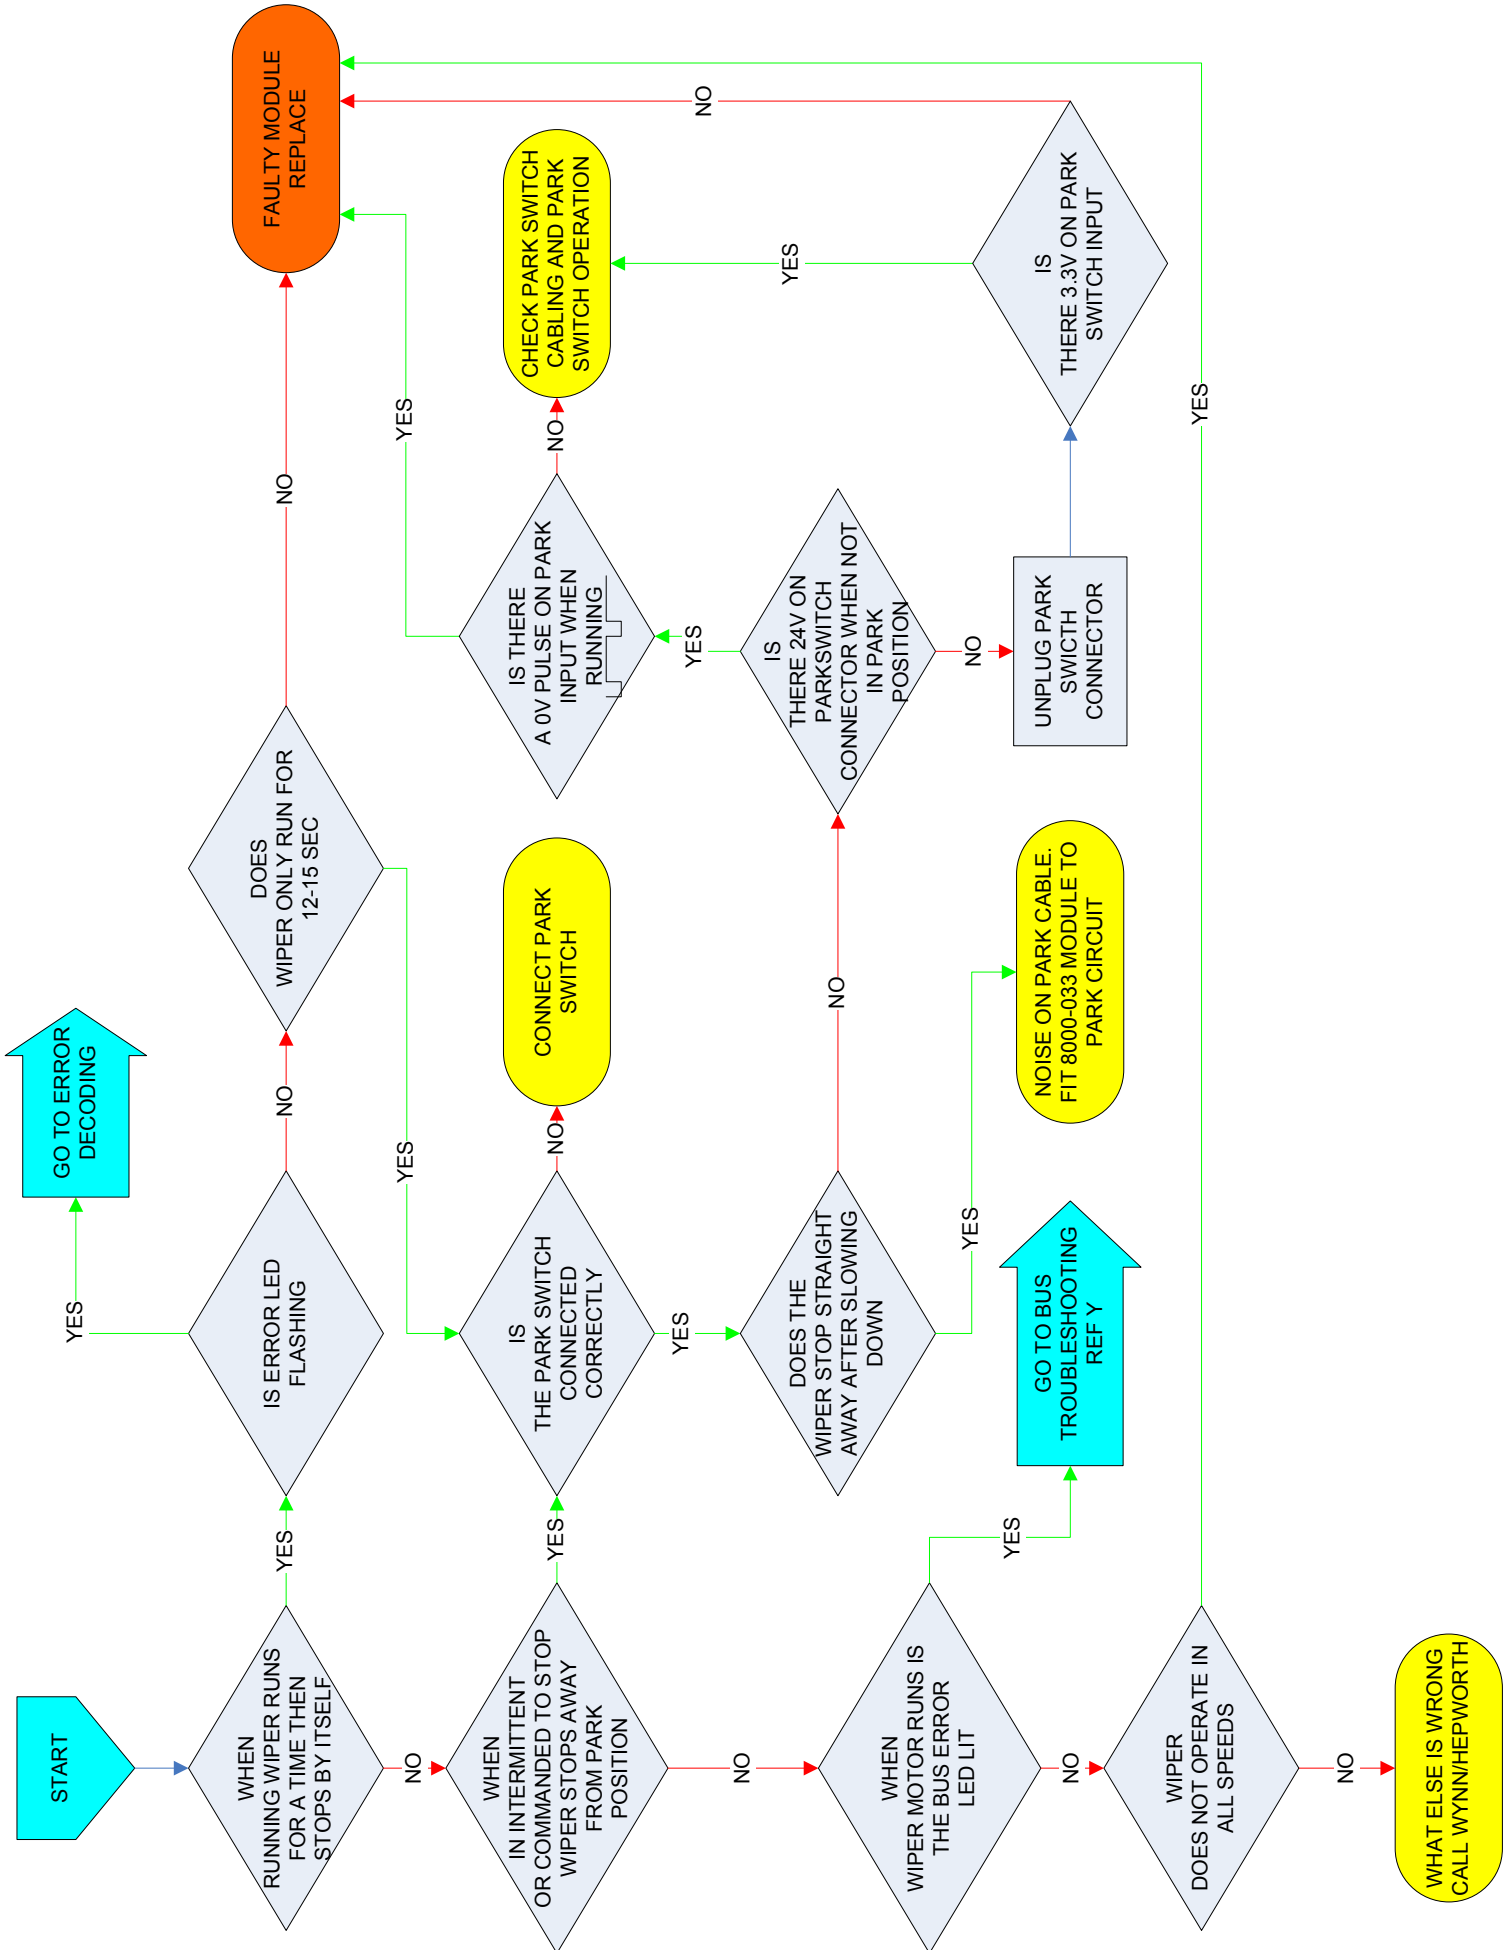 START
WHEN
RUNNING WIPER RUNS
FOR A TIME THEN
STOPS BY ITSELF
YES
NO
IS ERROR LED
FLASHING
YES
GO TO ERROR
DECODING
NO
DOES
WIPER ONLY RUN FOR
12-15 SEC
NO
YES
FAULTY MODULE
REPLACE
WHEN
IN INTERMITTENT
OR COMMANDED TO STOP
WIPER STOPS AWAY
FROM PARK
POSITION
YES
NO
IS
THE PARK SWITCH
CONNECTED
CORRECTLY
NO
YES
CONNECT PARK
SWITCH
IS THERE
A 0V PULSE ON PARK
INPUT WHEN
RUNNING
YES
NO
CHECK PARK SWITCH
CABLING AND PARK
SWITCH OPERATION
DOES THE
WIPER STOP STRAIGHT
AWAY AFTER SLOWING
DOWN
NO
YES
NOISE ON PARK CABLE.
FIT 8000-033 MODULE TO
PARK CIRCUIT
IS
THERE 24V ON
PARKSWITCH
CONNECTOR WHEN NOT
IN PARK
POSITION
YES
NO
UNPLUG PARK
SWICTH
CONNECTOR
IS
THERE 3.3V ON PARK
SWITCH INPUT
YES
NO
WHEN
WIPER MOTOR RUNS IS
THE BUS ERROR
LED LIT
YES
NO
GO TO BUS
TROUBLESHOOTING
REF Y
WIPER
DOES NOT OPERATE IN
ALL SPEEDS
YES
NO
WHAT ELSE IS WRONG
CALL WYNN/HEPWORTH